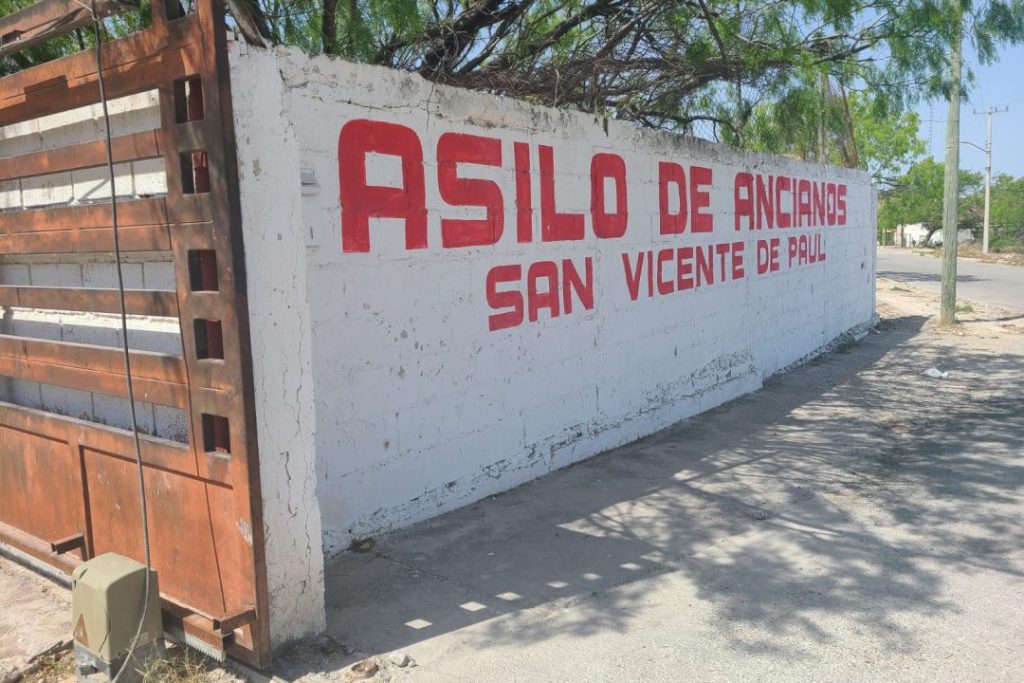 ASILO DE ANCIANOS
SAN VICENTE DE PAUL